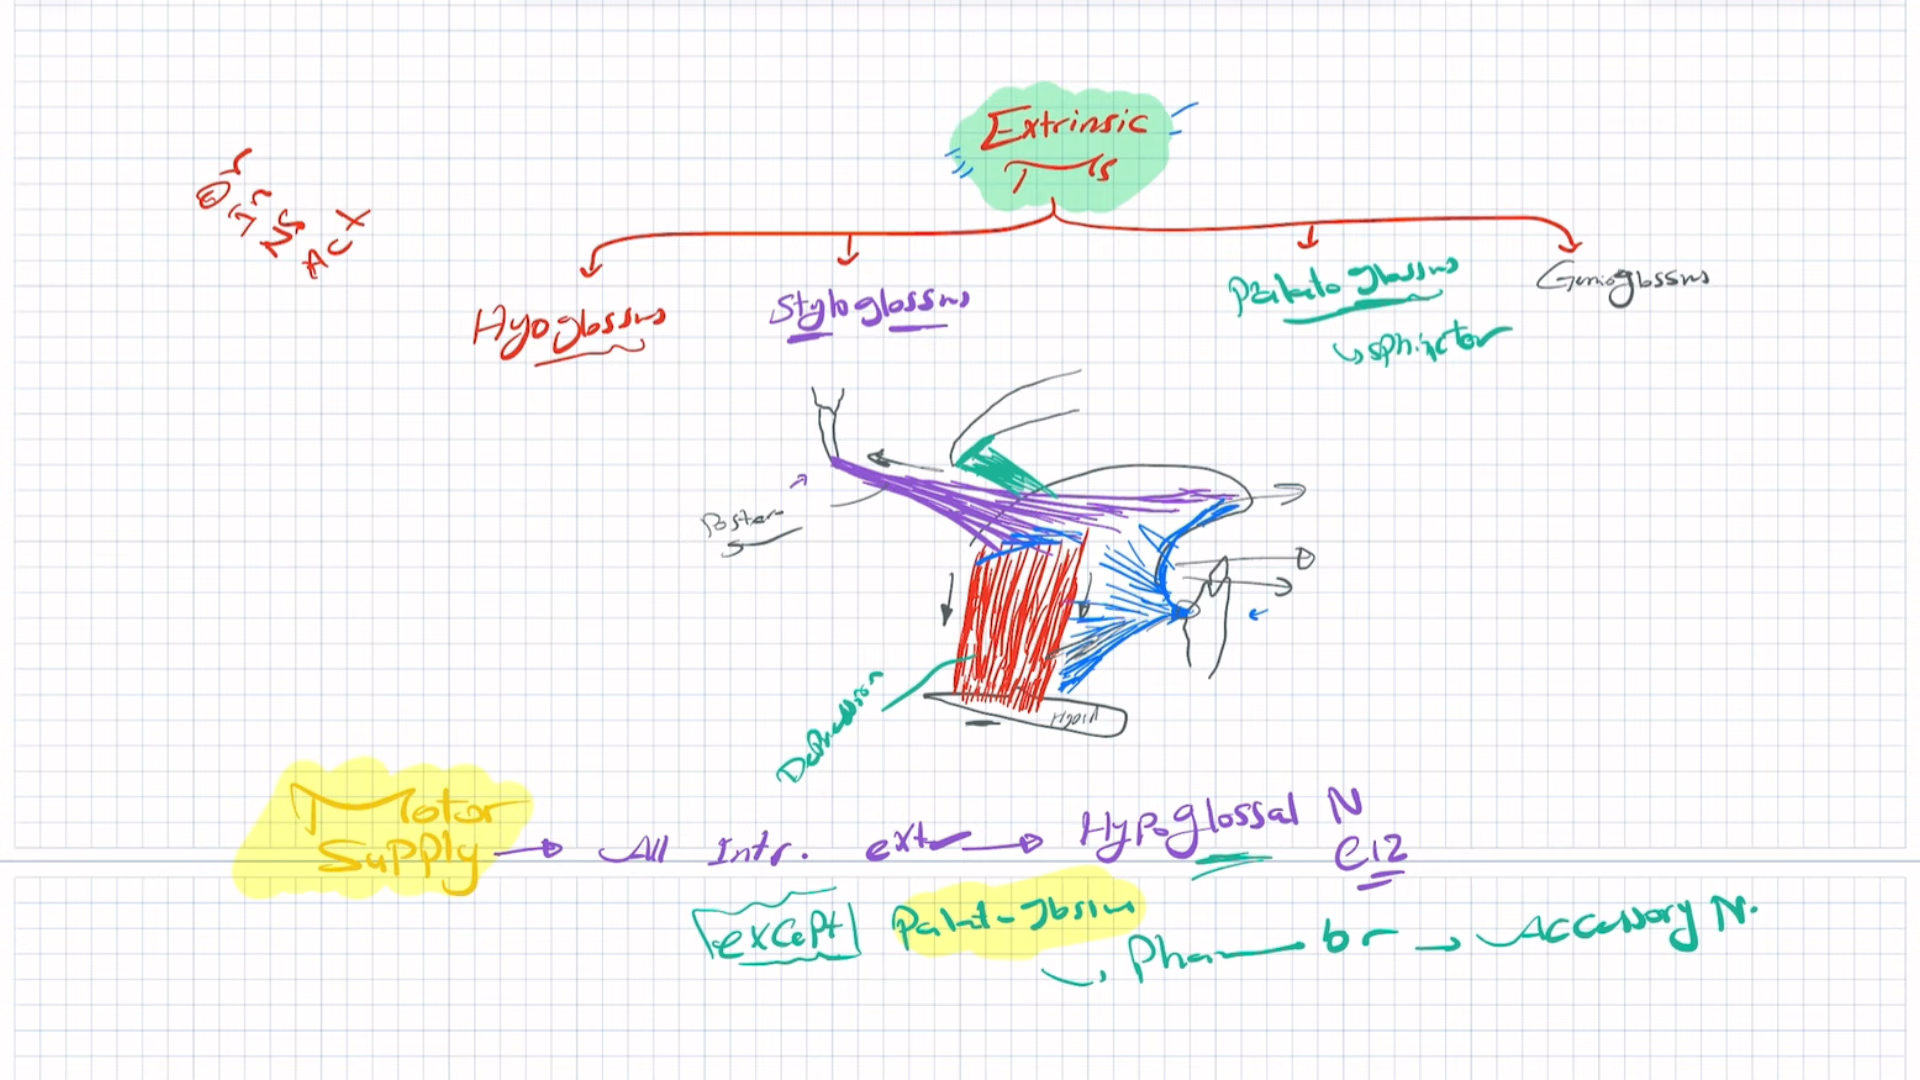 Extrinsic
Ms
Hyoglossus
Styloglossus
Palatoglossus
Genioglossus
↳ sphincter
Poster
Hyoid
Depression
Motor
Supply → All Intr. ext → Hypoglossal N
C12
except Palat-glossus
Phar br → Accessory N.